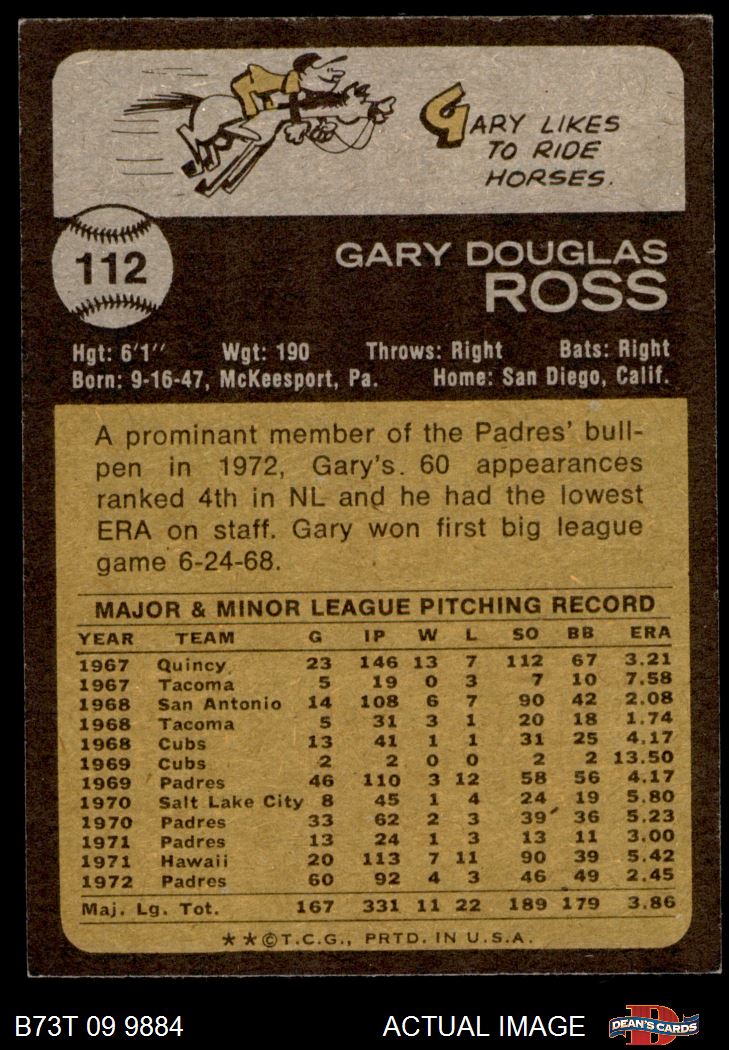 GARY LIKES
TO RIDE
HORSES.
112
GARY DOUGLAS
ROSS
Hgt: 6'1'' Wgt: 190 Throws: Right Bats: Right
Born: 9-16-47, McKeesport, Pa. Home: San Diego, Calif.
A prominant member of the Padres' bull-
pen in 1972, Gary's. 60 appearances
ranked 4th in NL and he had the lowest
ERA on staff. Gary won first big league
game 6-24-68.
MAJOR & MINOR LEAGUE PITCHING RECORD
YEAR TEAM G IP W L SO BB ERA
1967 Quincy 23 146 13 7 112 67 3.21
1967 Tacoma 5 19 0 3 7 10 7.58
1968 San Antonio 14 108 6 7 90 42 2.08
1968 Tacoma 5 31 3 1 20 18 1.74
1968 Cubs 13 41 1 1 31 25 4.17
1969 Cubs 2 2 0 0 2 2 13.50
1969 Padres 46 110 3 12 58 56 4.17
1970 Salt Lake City 8 45 1 4 24 19 5.80
1970 Padres 33 62 2 3 39 36 5.23
1971 Padres 13 24 1 3 13 11 3.00
1971 Hawaii 20 113 7 11 90 39 5.42
1972 Padres 60 92 4 3 46 49 2.45
Maj. Lg. Tot. 167 331 11 22 189 179 3.86
★★©T.C.G., PRTD. IN U.S.A.
B73T 09 9884 ACTUAL IMAGE D DEAN'S CARDS